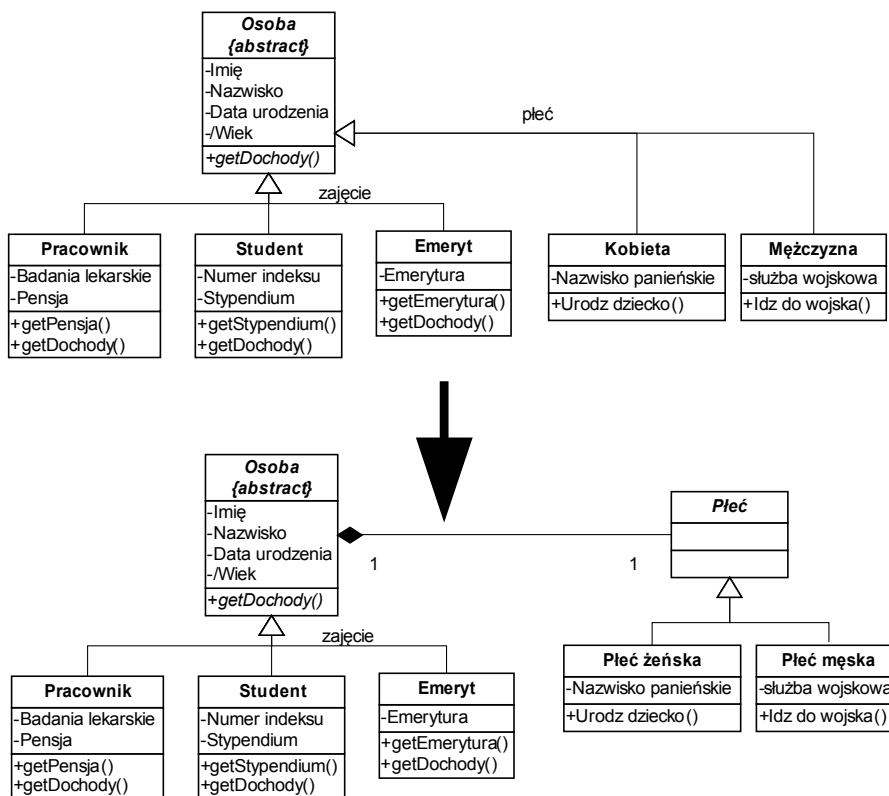 Osoba
{abstract}
-Imię
-Nazwisko
-Data urodzenia
-/Wiek
+getDochody()
płeć
zajęcie
Pracownik
-Badania lekarskie
-Pensja
+getPensja()
+getDochody()
Student
-Numer indeksu
-Stypendium
+getStypendium()
+getDochody()
Emeryt
-Emerytura
+getEmerytura()
+getDochody()
Kobieta
-Nazwisko panieńskie
+Urodz dziecko()
Mężczyzna
-służba wojskowa
+Idz do wojska()
Osoba
{abstract}
-Imię
-Nazwisko
-Data urodzenia
-/Wiek
+getDochody()
1
1
Płeć
zajęcie
Pracownik
-Badania lekarskie
-Pensja
+getPensja()
+getDochody()
Student
-Numer indeksu
-Stypendium
+getStypendium()
+getDochody()
Emeryt
-Emerytura
+getEmerytura()
+getDochody()
Płeć żeńska
-Nazwisko panieńskie
+Urodz dziecko()
Płeć męska
-służba wojskowa
+Idz do wojska()